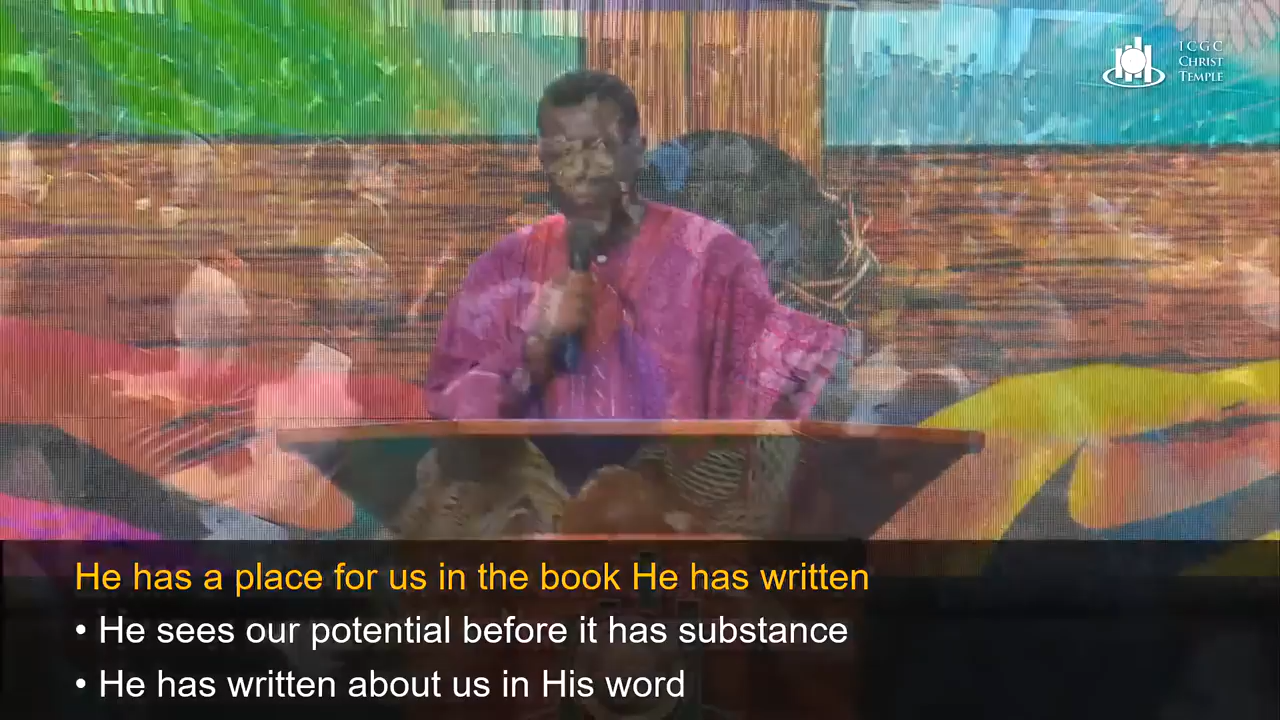 ICGC
CHRIST
TEMPLE
He has a place for us in the book He has written
• He sees our potential before it has substance
• He has written about us in His word